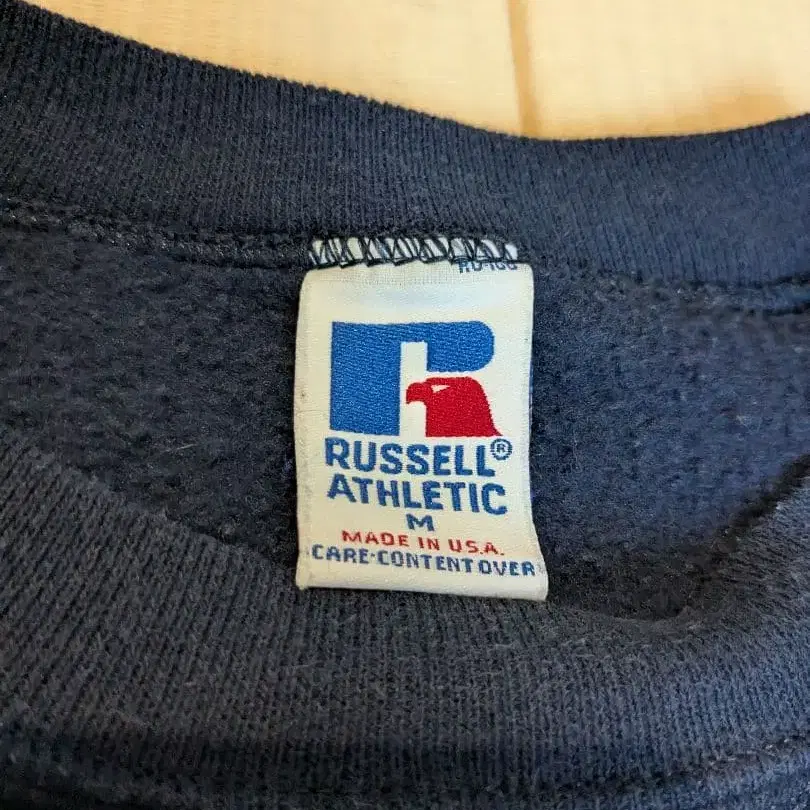 RUSSELL®
ATHLETIC
M
MADE IN U.S.A.
CARE-CONTENT OVER